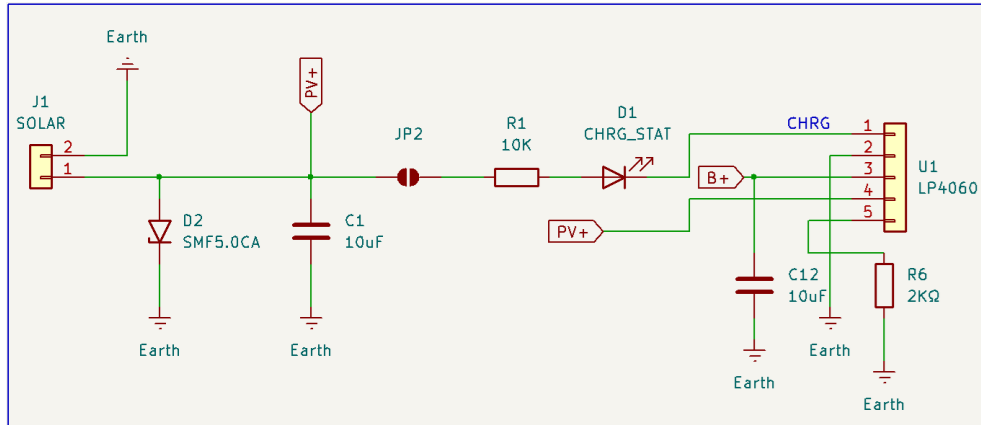 Earth
J1
SOLAR
2
1
PV+
JP2
R1
10K
D1
CHRG_STAT
CHRG
B+
PV+
1
2
3
4
5
U1
LP4060
D2
SMF5.0CA
Earth
C1
10uF
Earth
C12
10uF
Earth
Earth
R6
2KΩ
Earth